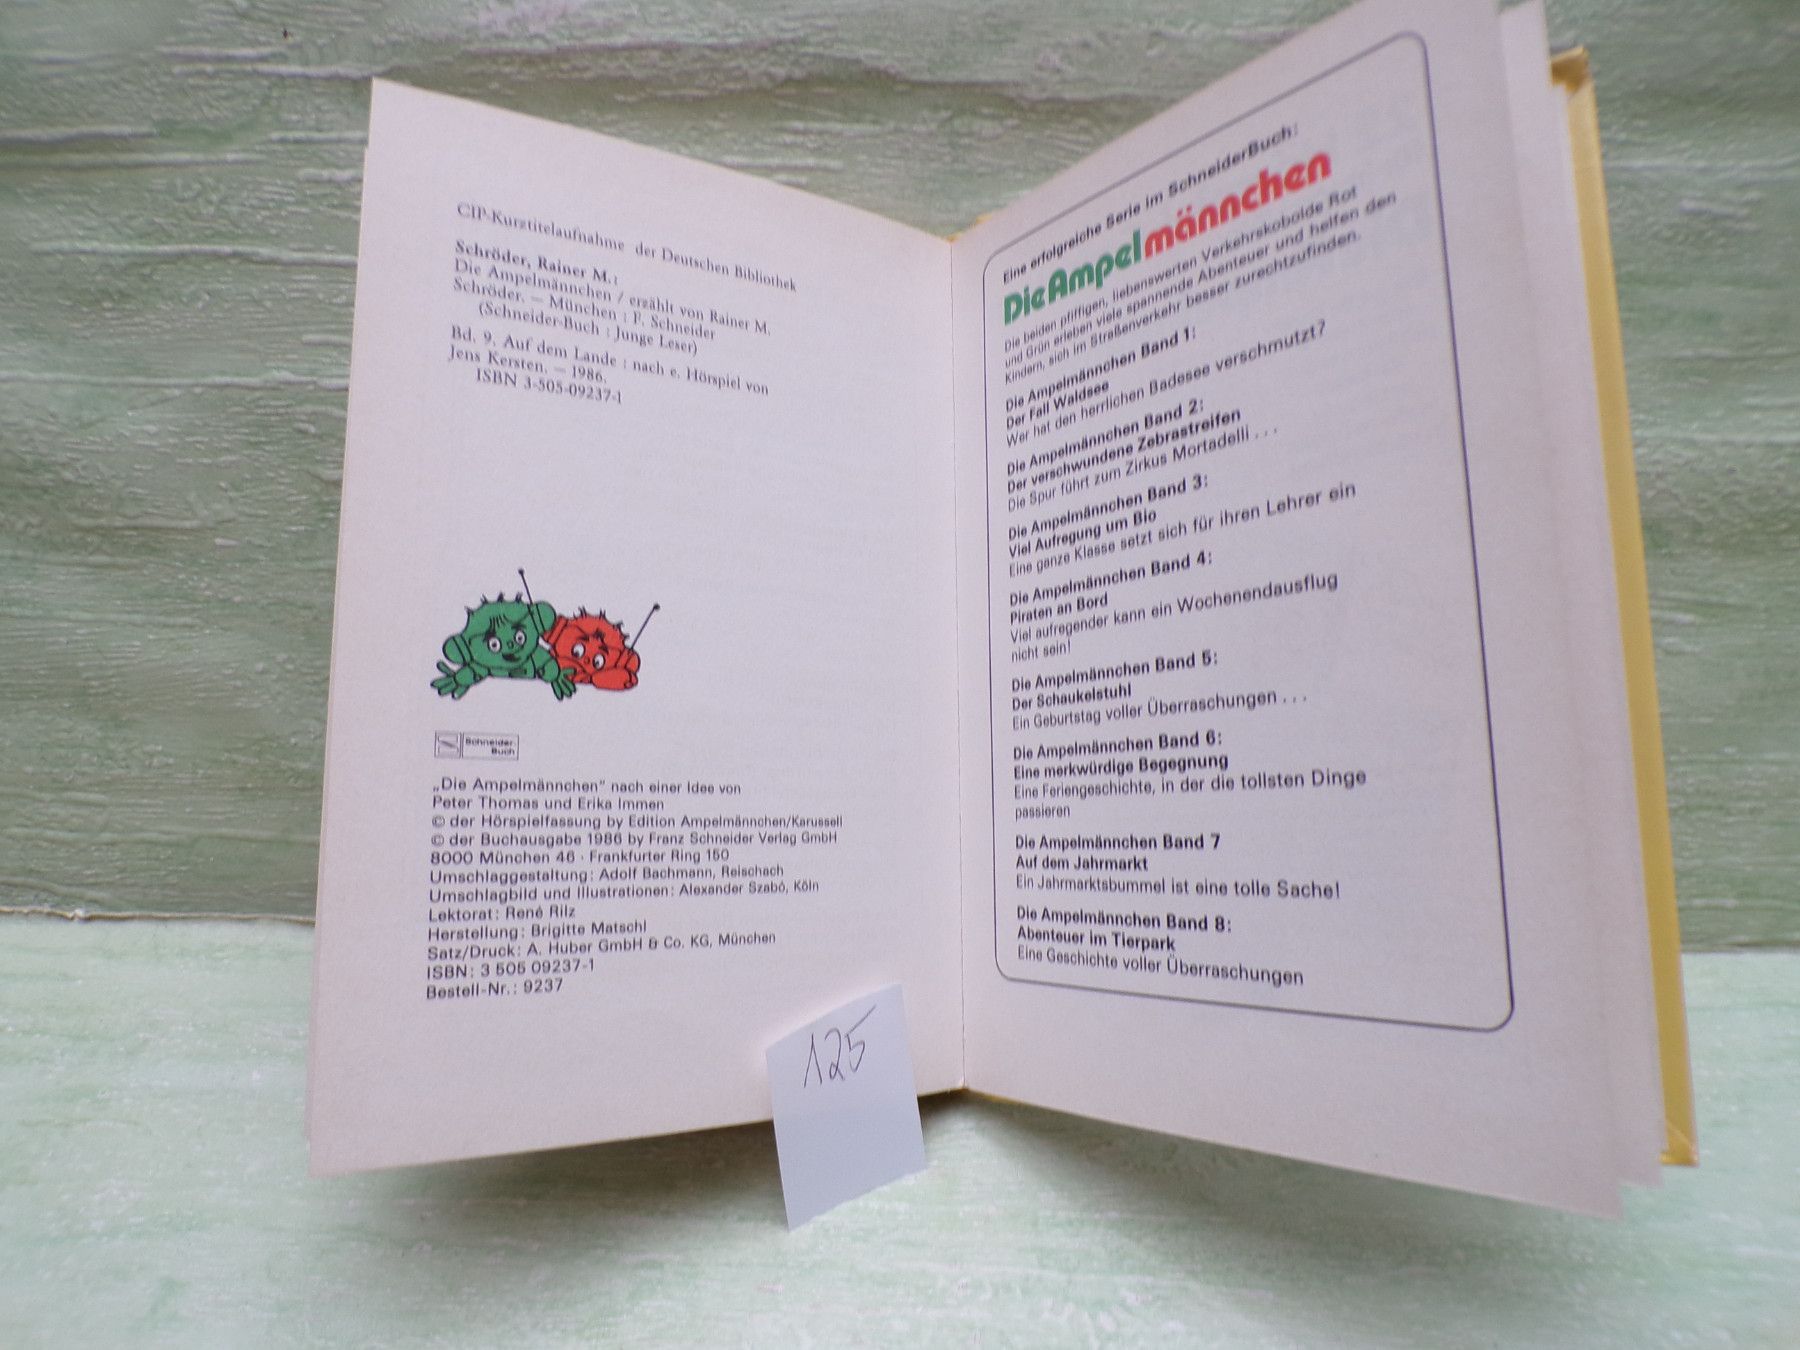 CIP-Kurztitelaufnahme der Deutschen Bibliothek
Schröder, Rainer M.:
Die Ampelmännchen / erzählt von Rainer M.
Schröder. – München : F. Schneider
(Schneider-Buch : Junge Leser)
Bd. 9. Auf dem Lande : nach e. Hörspiel von
Jens Kersten. – 1986.
ISBN 3-505-09237-1
Schneider-
Buch
„Die Ampelmännchen“ nach einer Idee von
Peter Thomas und Erika Immen
© der Hörspielfassung by Edition Ampelmännchen/Karussell
© der Buchausgabe 1986 by Franz Schneider Verlag GmbH
8000 München 46 · Frankfurter Ring 150
Umschlaggestaltung: Adolf Bachmann, Reischach
Umschlagbild und Illustrationen: Alexander Szabó, Köln
Lektorat: René Rilz
Herstellung: Brigitte Matschl
Satz/Druck: A. Huber GmbH & Co. KG, München
ISBN: 3 505 09237-1
Bestell-Nr.: 9237
125
Eine erfolgreiche Serie im SchneiderBuch:
Die Ampelmännchen
Die beiden pfiffigen, liebenswerten Verkehrskobolde Rot
und Grün erleben viele spannende Abenteuer und helfen den
Kindern, sich im Straßenverkehr besser zurechtzufinden.
Die Ampelmännchen Band 1:
Der Fall Waldsee
Wer hat den herrlichen Badesee verschmutzt?
Die Ampelmännchen Band 2:
Der verschwundene Zebrastreifen
Die Spur führt zum Zirkus Mortadelli . . .
Die Ampelmännchen Band 3:
Viel Aufregung um Bio
Eine ganze Klasse setzt sich für ihren Lehrer ein
Die Ampelmännchen Band 4:
Piraten an Bord
Viel aufregender kann ein Wochenendausflug
nicht sein!
Die Ampelmännchen Band 5:
Der Schaukelstuhl
Ein Geburtstag voller Überraschungen . . .
Die Ampelmännchen Band 6:
Eine merkwürdige Begegnung
Eine Feriengeschichte, in der die tollsten Dinge
passieren
Die Ampelmännchen Band 7
Auf dem Jahrmarkt
Ein Jahrmarktsbummel ist eine tolle Sache!
Die Ampelmännchen Band 8:
Abenteuer im Tierpark
Eine Geschichte voller Überraschungen